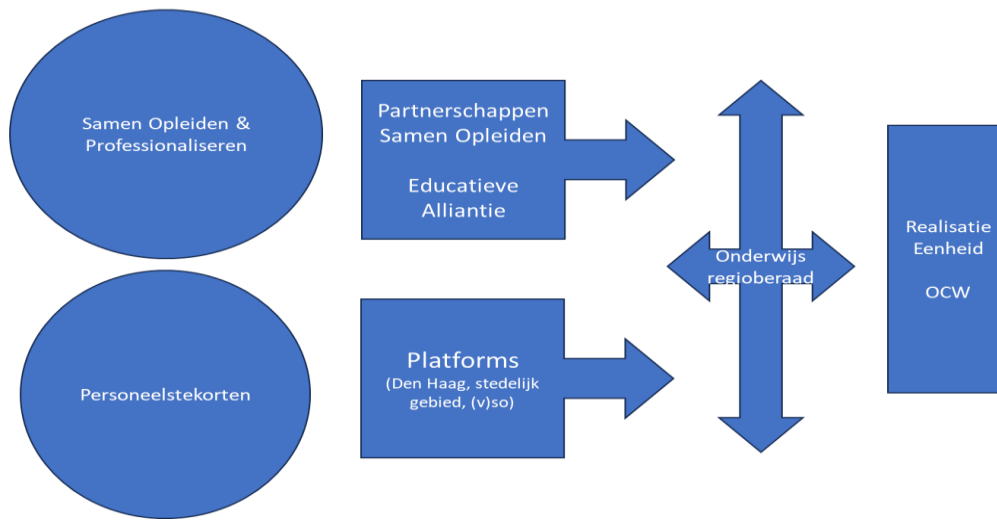 Samen Opleiden &
Professionaliseren
Partnerschappen
Samen Opleiden
Educatieve
Alliantie
Onderwijs
regioberaad
Realisatie
Eenheid
OCW
Personeelstekorten
Platforms
(Den Haag, stedelijk
gebied, (v)so)